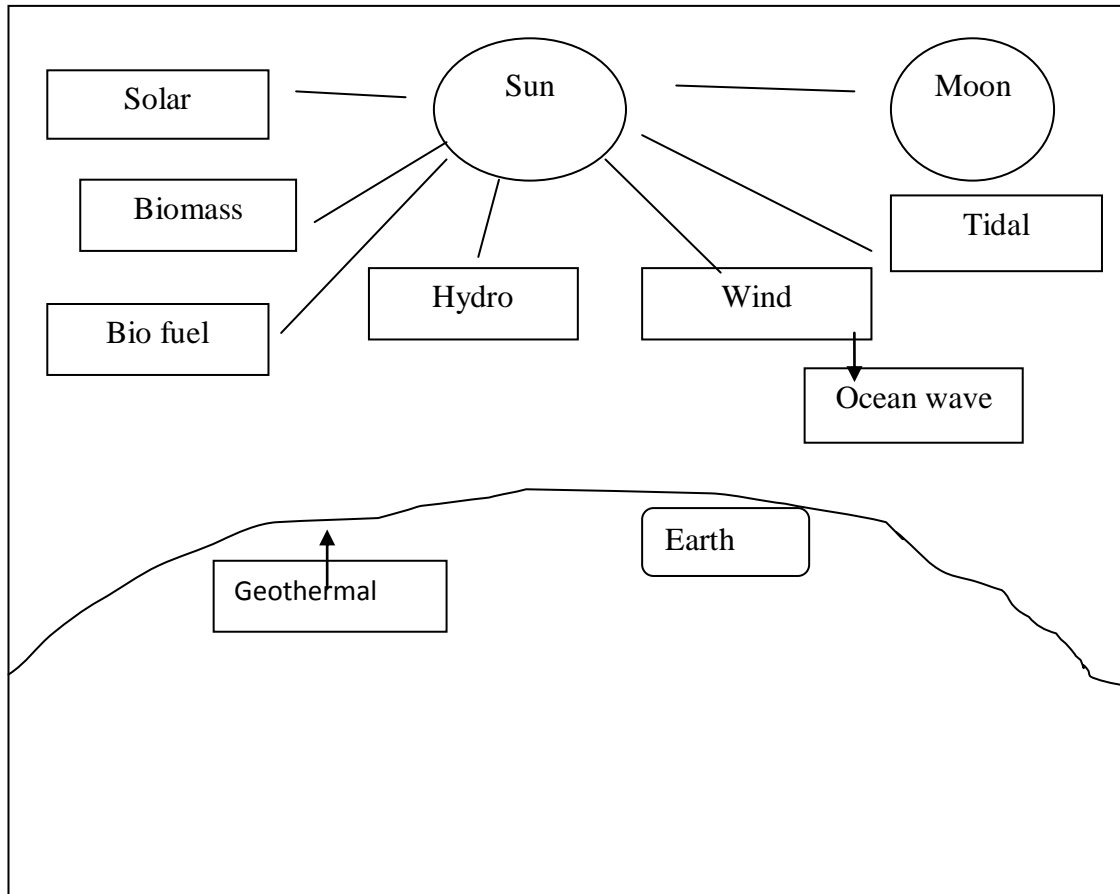 Solar
Sun
Moon
Biomass
Tidal
Hydro
Wind
Bio fuel
Ocean wave
Earth
Geothermal